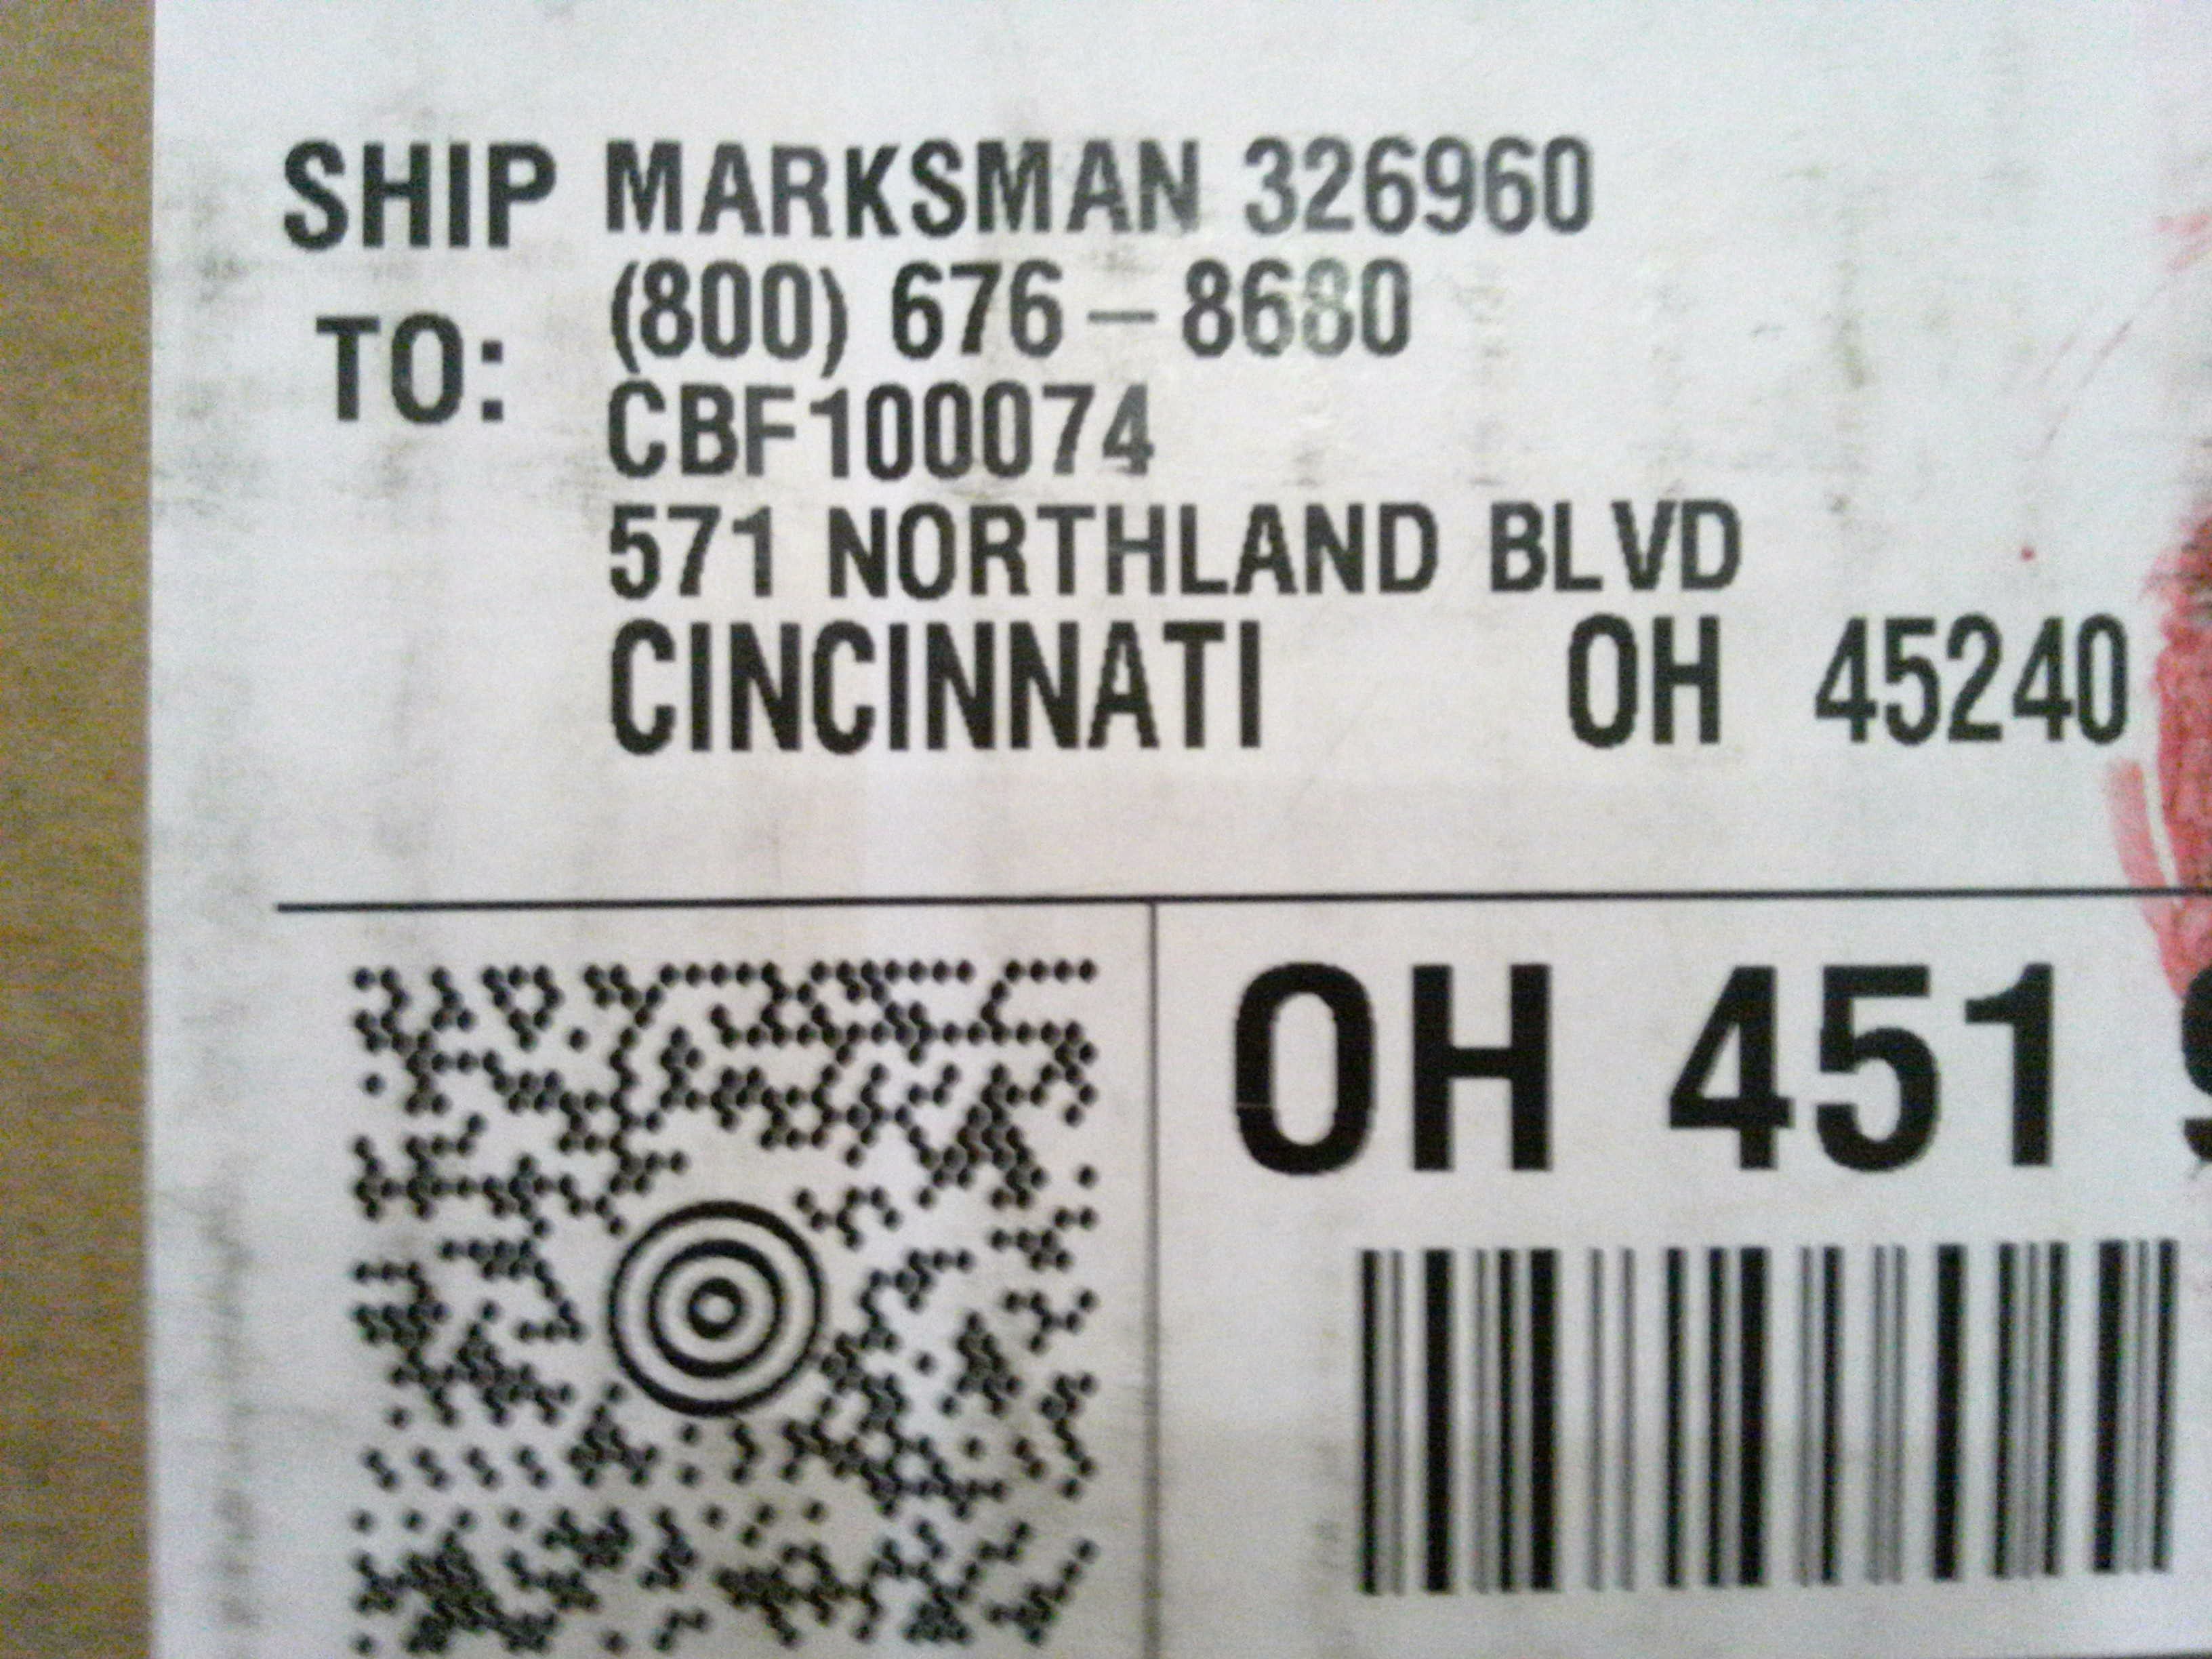 SHIP MARKSMAN 326960
TO: (800) 676 – 8680
CBF100074
571 NORTHLAND BLVD
CINCINNATI OH 45240
OH 451